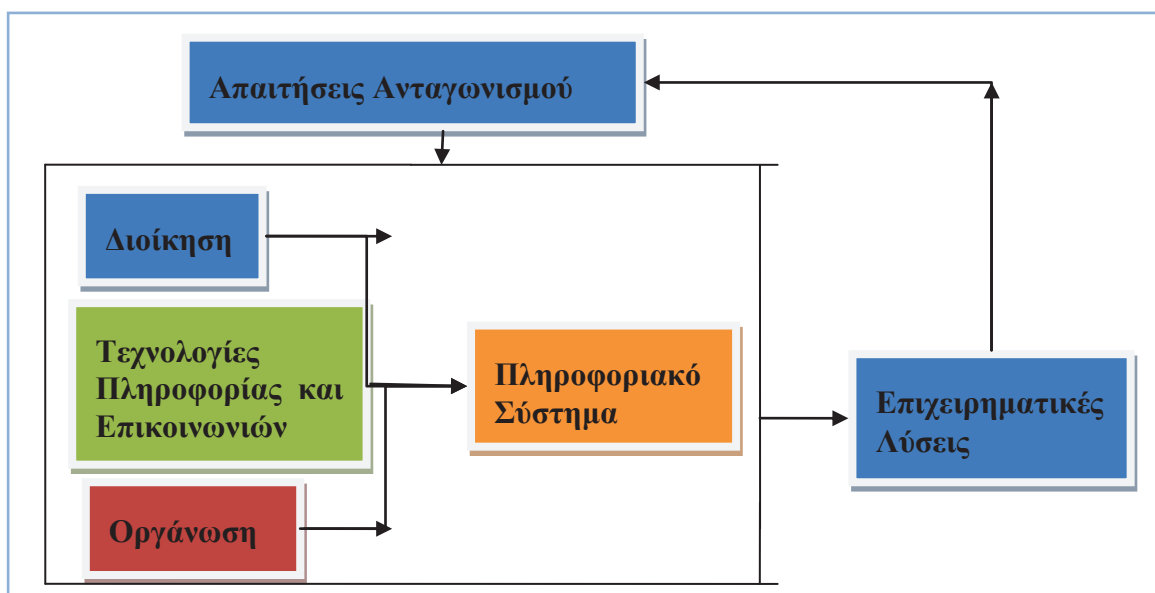 Απαιτήσεις Ανταγωνισμού
Διοίκηση
Τεχνολογίες
Πληροφορίας και
Επικοινωνιών
Οργάνωση
Πληροφοριακό
Σύστημα
Επιχειρηματικές
Λύσεις